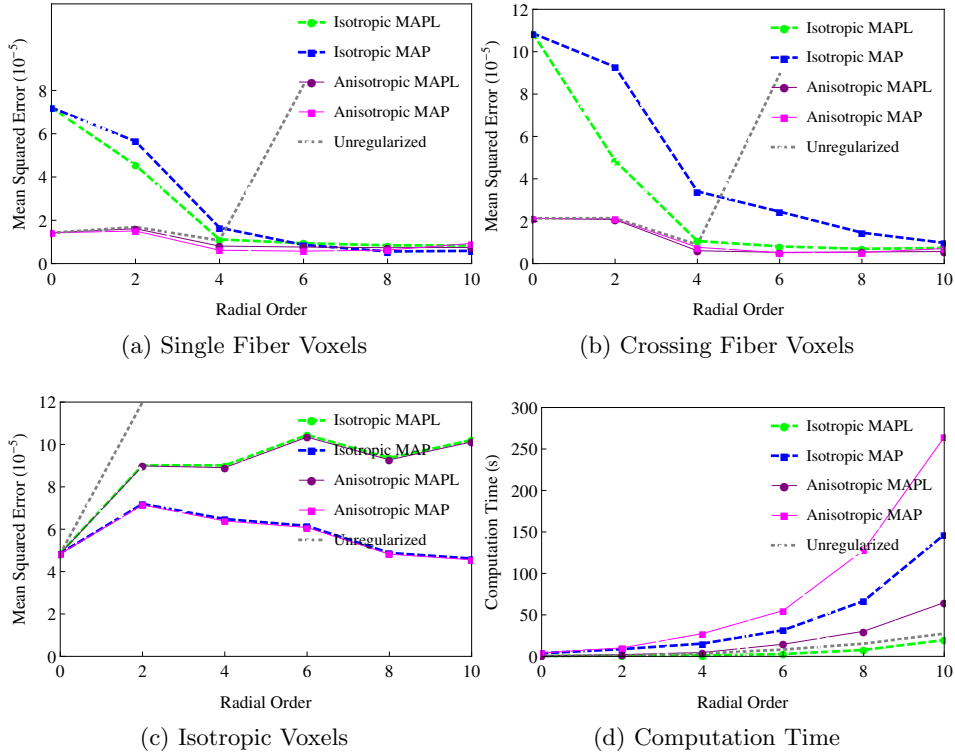 Mean Squared Error (10⁻⁵)
8
6
4
2
0
0 2 4 6 8 10
Radial Order
Isotropic MAPL
Isotropic MAP
Anisotropic MAPL
Anisotropic MAP
Unregularized
(a) Single Fiber Voxels
Mean Squared Error (10⁻⁵)
12
10
8
6
4
2
0
0 2 4 6 8 10
Radial Order
Isotropic MAPL
Isotropic MAP
Anisotropic MAPL
Anisotropic MAP
Unregularized
(b) Crossing Fiber Voxels
Mean Squared Error (10⁻⁵)
12
10
8
6
4
2
0
0 2 4 6 8 10
Radial Order
Isotropic MAPL
Isotropic MAP
Anisotropic MAPL
Anisotropic MAP
Unregularized
(c) Isotropic Voxels
Computation Time (s)
300
250
200
150
100
50
0
0 2 4 6 8 10
Radial Order
Isotropic MAPL
Isotropic MAP
Anisotropic MAPL
Anisotropic MAP
Unregularized
(d) Computation Time